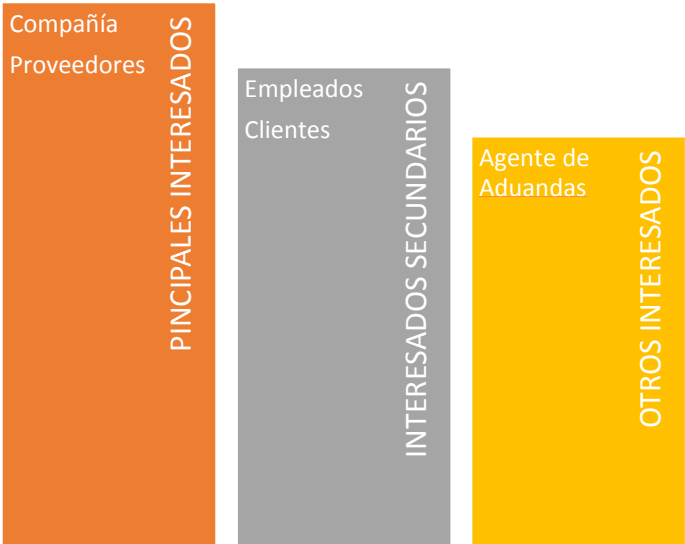 Compañía
Proveedores
PINCIPALES INTERESADOS
Empleados
Clientes
INTERESADOS SECUNDARIOS
Agente de
Aduandas
OTROS INTERESADOS